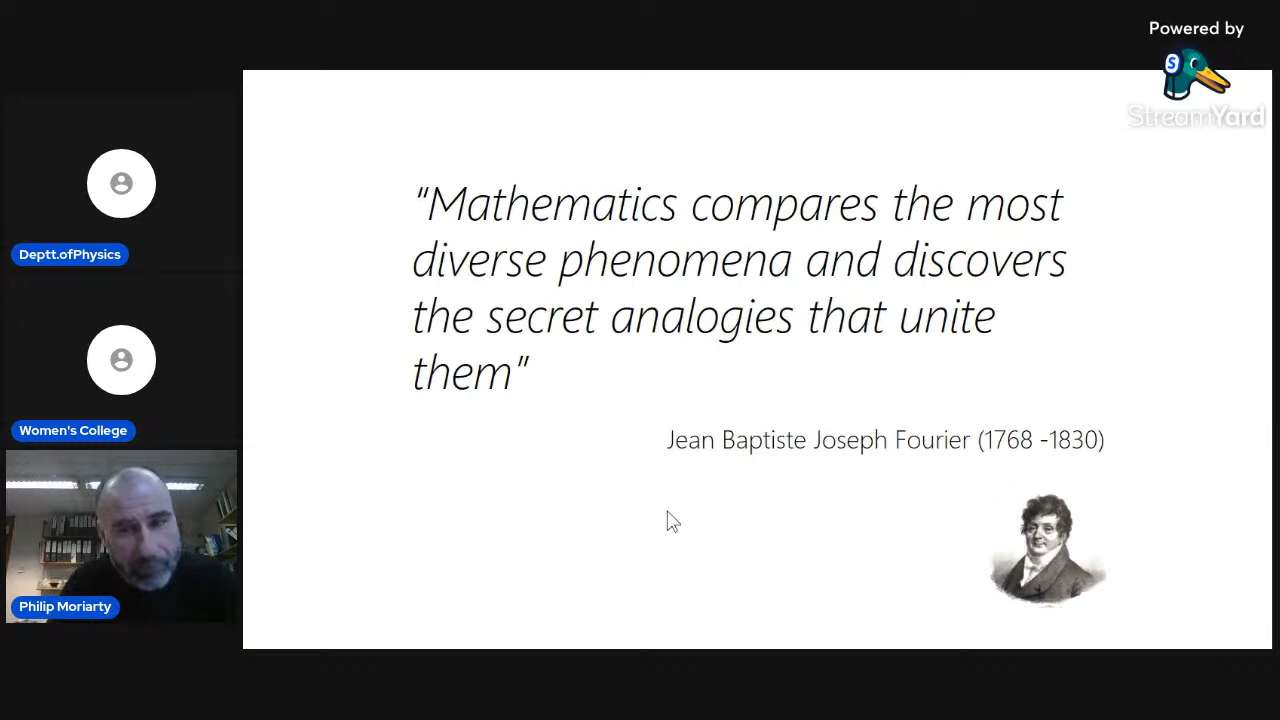 Powered by
S
StreamYard
Deptt.ofPhysics
Women's College
Philip Moriarty
“Mathematics compares the most
diverse phenomena and discovers
the secret analogies that unite
them”
Jean Baptiste Joseph Fourier (1768 -1830)